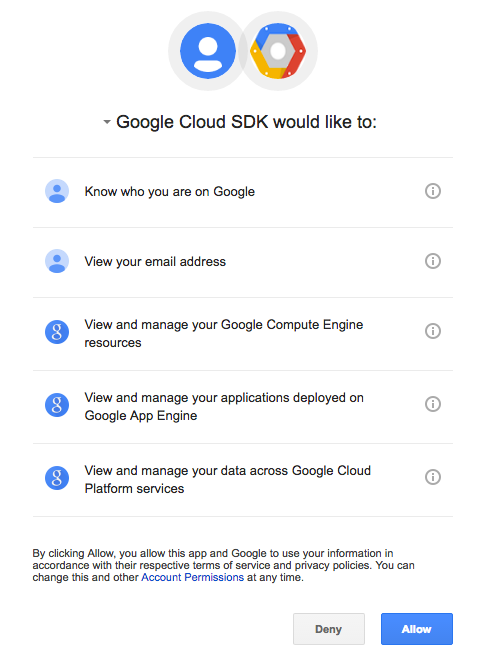 Google Cloud SDK would like to:
Know who you are on Google
View your email address
View and manage your Google Compute Engine
resources
View and manage your applications deployed on
Google App Engine
View and manage your data across Google Cloud
Platform services
By clicking Allow, you allow this app and Google to use your information in
accordance with their respective terms of service and privacy policies. You can
change this and other Account Permissions at any time.
Deny
Allow